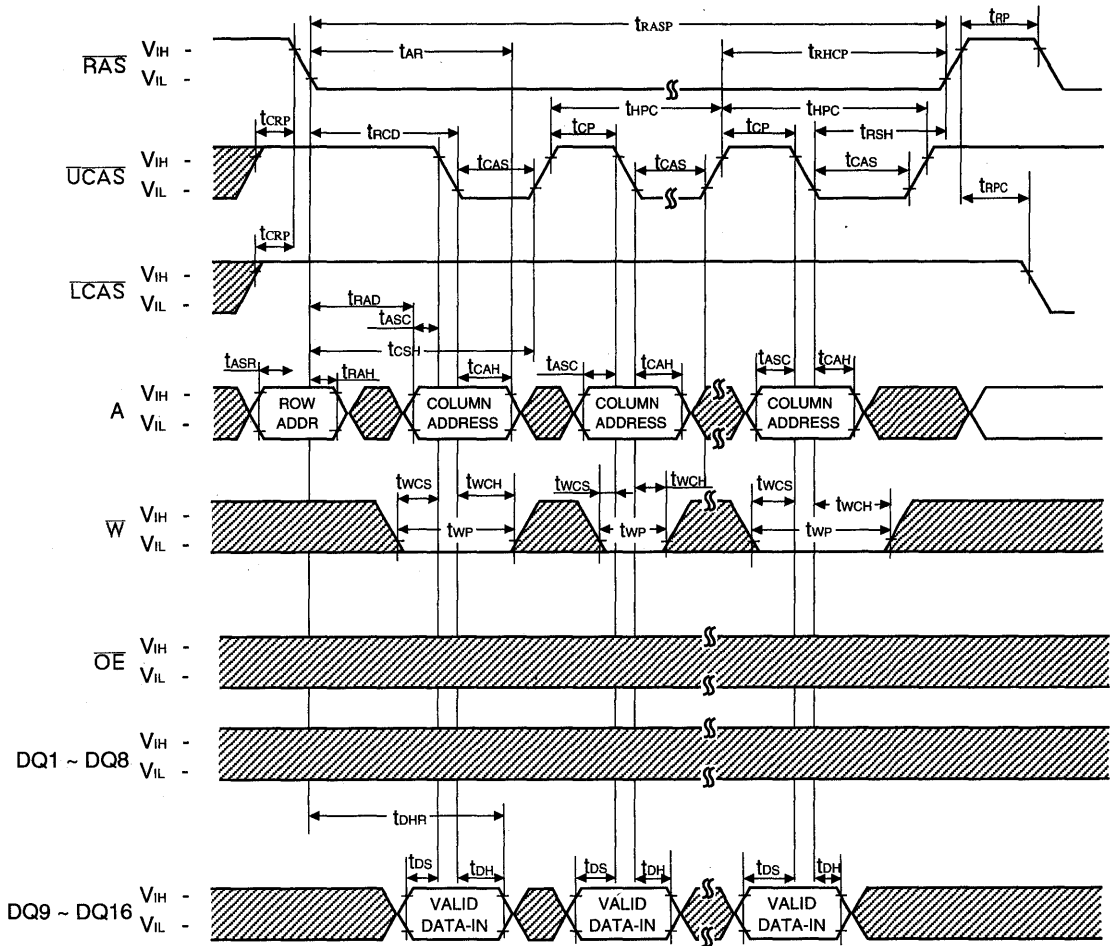 tRASP tRP
VIH - tAR tRHCP
RAS
VIL -
tHPC tHPC
tCRP tRCD tCP tCP tRSH
VIH - tCAS tCAS tCAS
UCAS
VIL -
tRPC
tCRP
VIH -
LCAS
VIL -
tRAD
tASC
tCSH
tASR tRAH tCAH tASC tCAH tASC tCAH
VIH - ROW COLUMN COLUMN COLUMN
A
VIL - ADDR ADDRESS ADDRESS ADDRESS
tWCS tWCH tWCS tWCH tWCS tWCH
VIH -
W
VIL - tWP tWP tWP
VIH -
OE
VIL -
VIH -
DQ1 ~ DQ8
VIL -
tDHR
tDS tDH tDS tDH tDS tDH
VIH - VALID VALID VALID
DQ9 ~ DQ16
VIL - DATA-IN DATA-IN DATA-IN